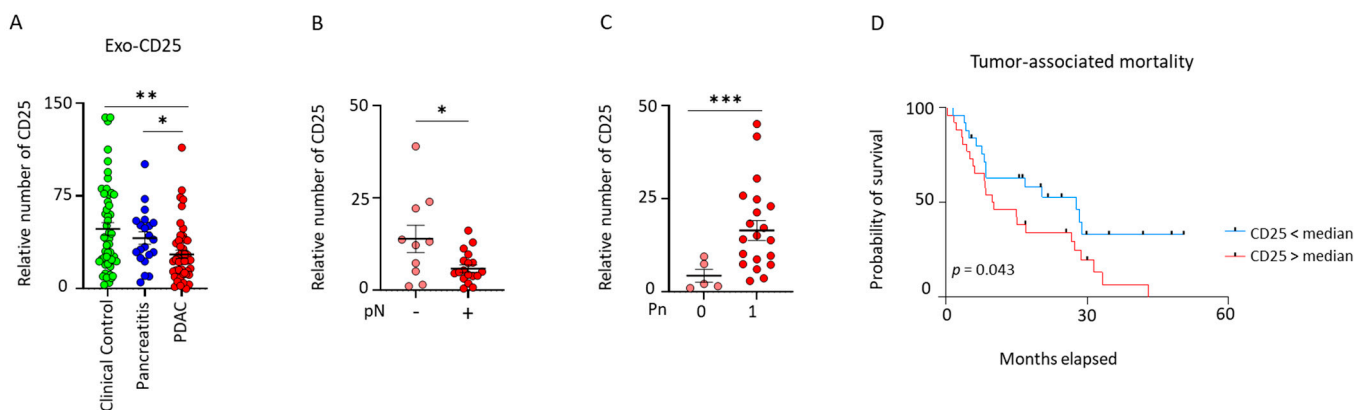 A
Exo-CD25
Relative number of CD25
150
75
0
**
*
Clinical Control
Pancreatitis
PDAC
B
Relative number of CD25
50
25
0
*
pN - +
C
Relative number of CD25
50
25
0
***
Pn 0 1
D
Tumor-associated mortality
Probability of survival
100
50
0
p = 0.043
0 30 60
Months elapsed
CD25 < median
CD25 > median